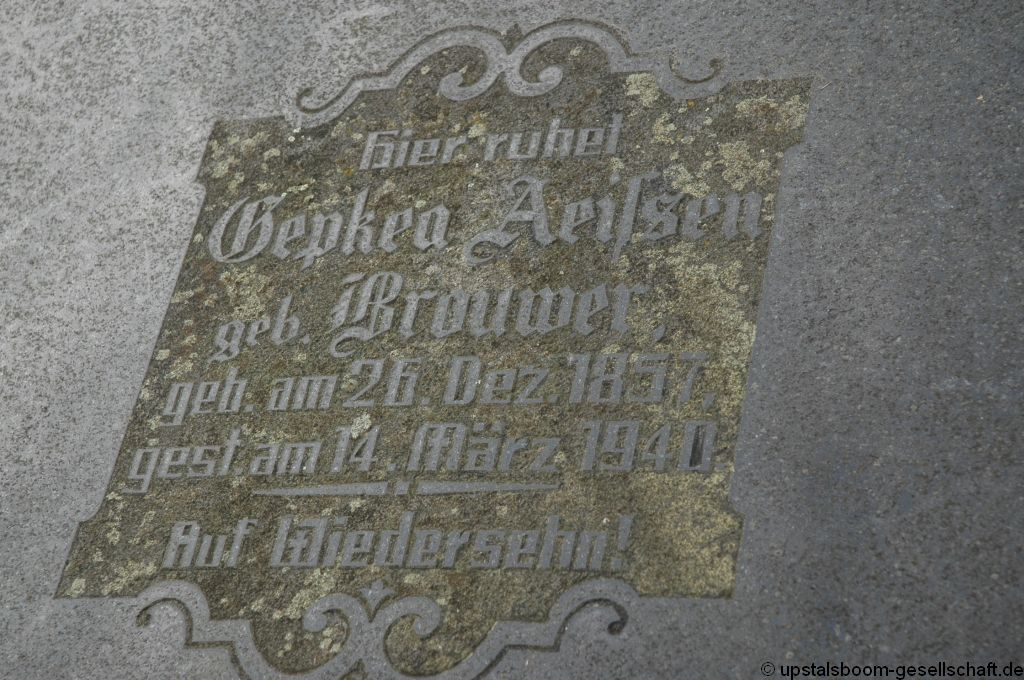 Hier ruhet
Gepkea Aeiſsen
geb. Brouwer,
geb. am 26. Dez. 1857,
gest. am 14. März 1940.
Auf Wiedersehn!
© upstalsboom-gesellschaft.de